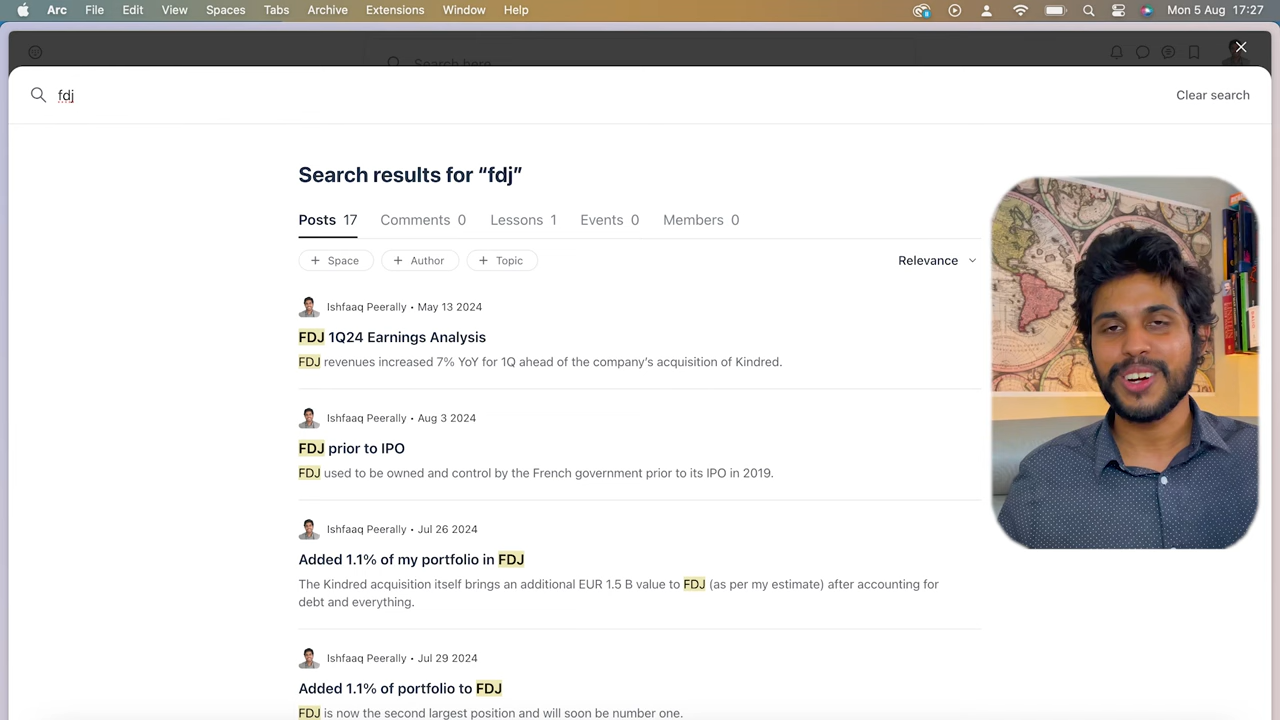 Arc File Edit View Spaces Tabs Archive Extensions Window Help Mon 5 Aug 17:27
Search here
fdj Clear search
Search results for “fdj”
Posts 17 Comments 0 Lessons 1 Events 0 Members 0
+ Space + Author + Topic Relevance
Ishfaaq Peerally • May 13 2024
FDJ 1Q24 Earnings Analysis
FDJ revenues increased 7% YoY for 1Q ahead of the company's acquisition of Kindred.
Ishfaaq Peerally • Aug 3 2024
FDJ prior to IPO
FDJ used to be owned and control by the French government prior to its IPO in 2019.
Ishfaaq Peerally • Jul 26 2024
Added 1.1% of my portfolio in FDJ
The Kindred acquisition itself brings an additional EUR 1.5 B value to FDJ (as per my estimate) after accounting for
debt and everything.
Ishfaaq Peerally • Jul 29 2024
Added 1.1% of portfolio to FDJ
FDJ is now the second largest position and will soon be number one.